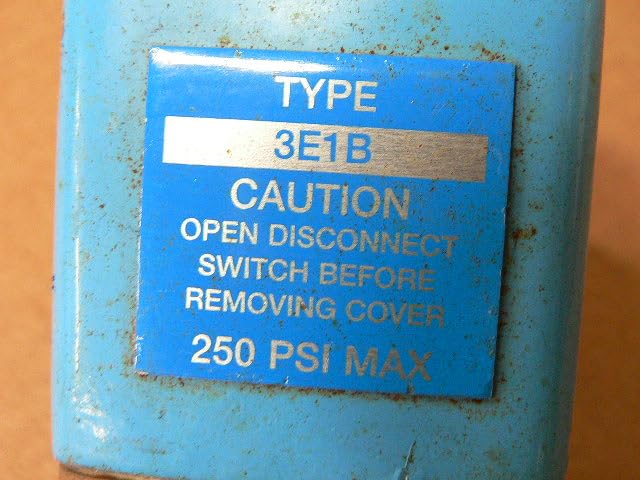 TYPE
3E1B
CAUTION
OPEN DISCONNECT
SWITCH BEFORE
REMOVING COVER
250 PSI MAX